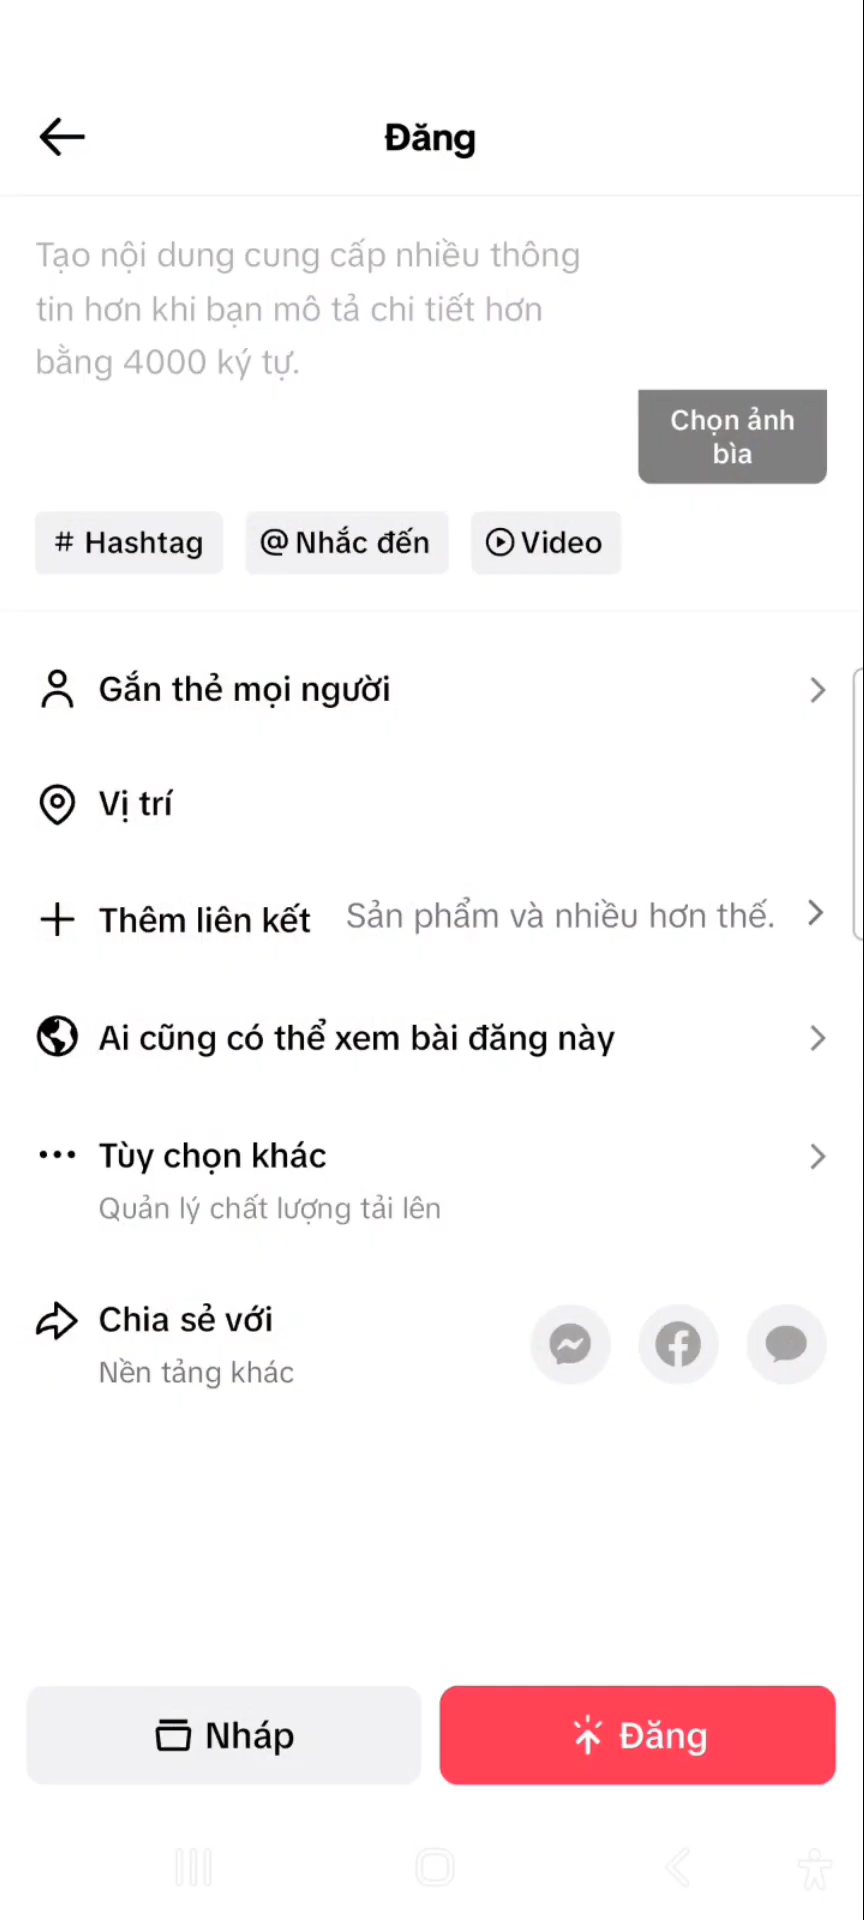 Đăng
Tạo nội dung cung cấp nhiều thông
tin hơn khi bạn mô tả chi tiết hơn
bằng 4000 ký tự.
Chọn ảnh
bìa
# Hashtag
@ Nhắc đến
Video
Gắn thẻ mọi người
Vị trí
Thêm liên kết Sản phẩm và nhiều hơn thế.
Ai cũng có thể xem bài đăng này
Tùy chọn khác
Quản lý chất lượng tải lên
Chia sẻ với
Nền tảng khác
Nháp
Đăng